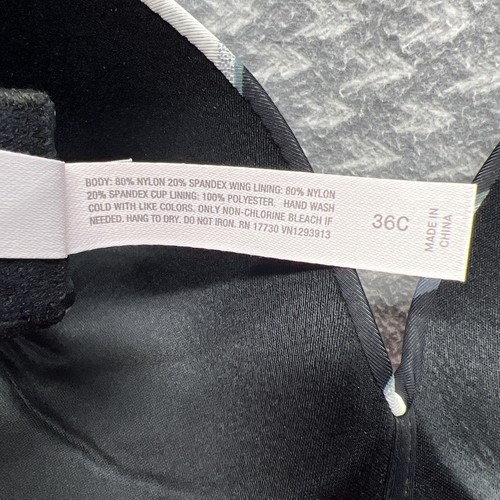 BODY: 80% NYLON 20% SPANDEX WING LINING: 80% NYLON
20% SPANDEX CUP LINING: 100% POLYESTER. HAND WASH
COLD WITH LIKE COLORS. ONLY NON-CHLORINE BLEACH IF
NEEDED. HANG TO DRY. DO NOT IRON. RN 17730 VN1293913
36C
MADE IN
CHINA